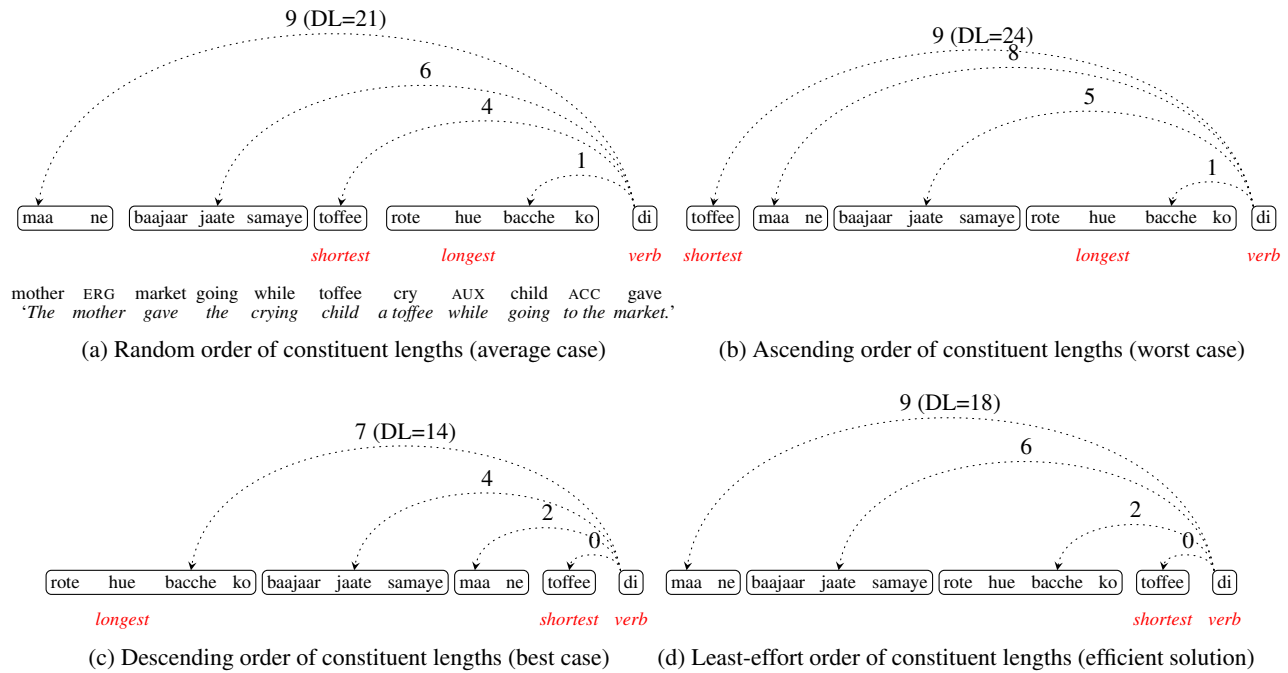 9 (DL=21)
6
4
1
maa ne baajaar jaate samaye toffee rote hue bacche ko di
shortest longest verb
mother ERG market going while toffee cry AUX child ACC gave
‘The mother gave the crying child a toffee while going to the market.’
(a) Random order of constituent lengths (average case)
9 (DL=24)
8
5
1
toffee maa ne baajaar jaate samaye rote hue bacche ko di
shortest longest verb
(b) Ascending order of constituent lengths (worst case)
7 (DL=14)
4
2
0
rote hue bacche ko baajaar jaate samaye maa ne toffee di
longest shortest verb
(c) Descending order of constituent lengths (best case)
9 (DL=18)
6
2
0
maa ne baajaar jaate samaye rote hue bacche ko toffee di
shortest verb
(d) Least-effort order of constituent lengths (efficient solution)